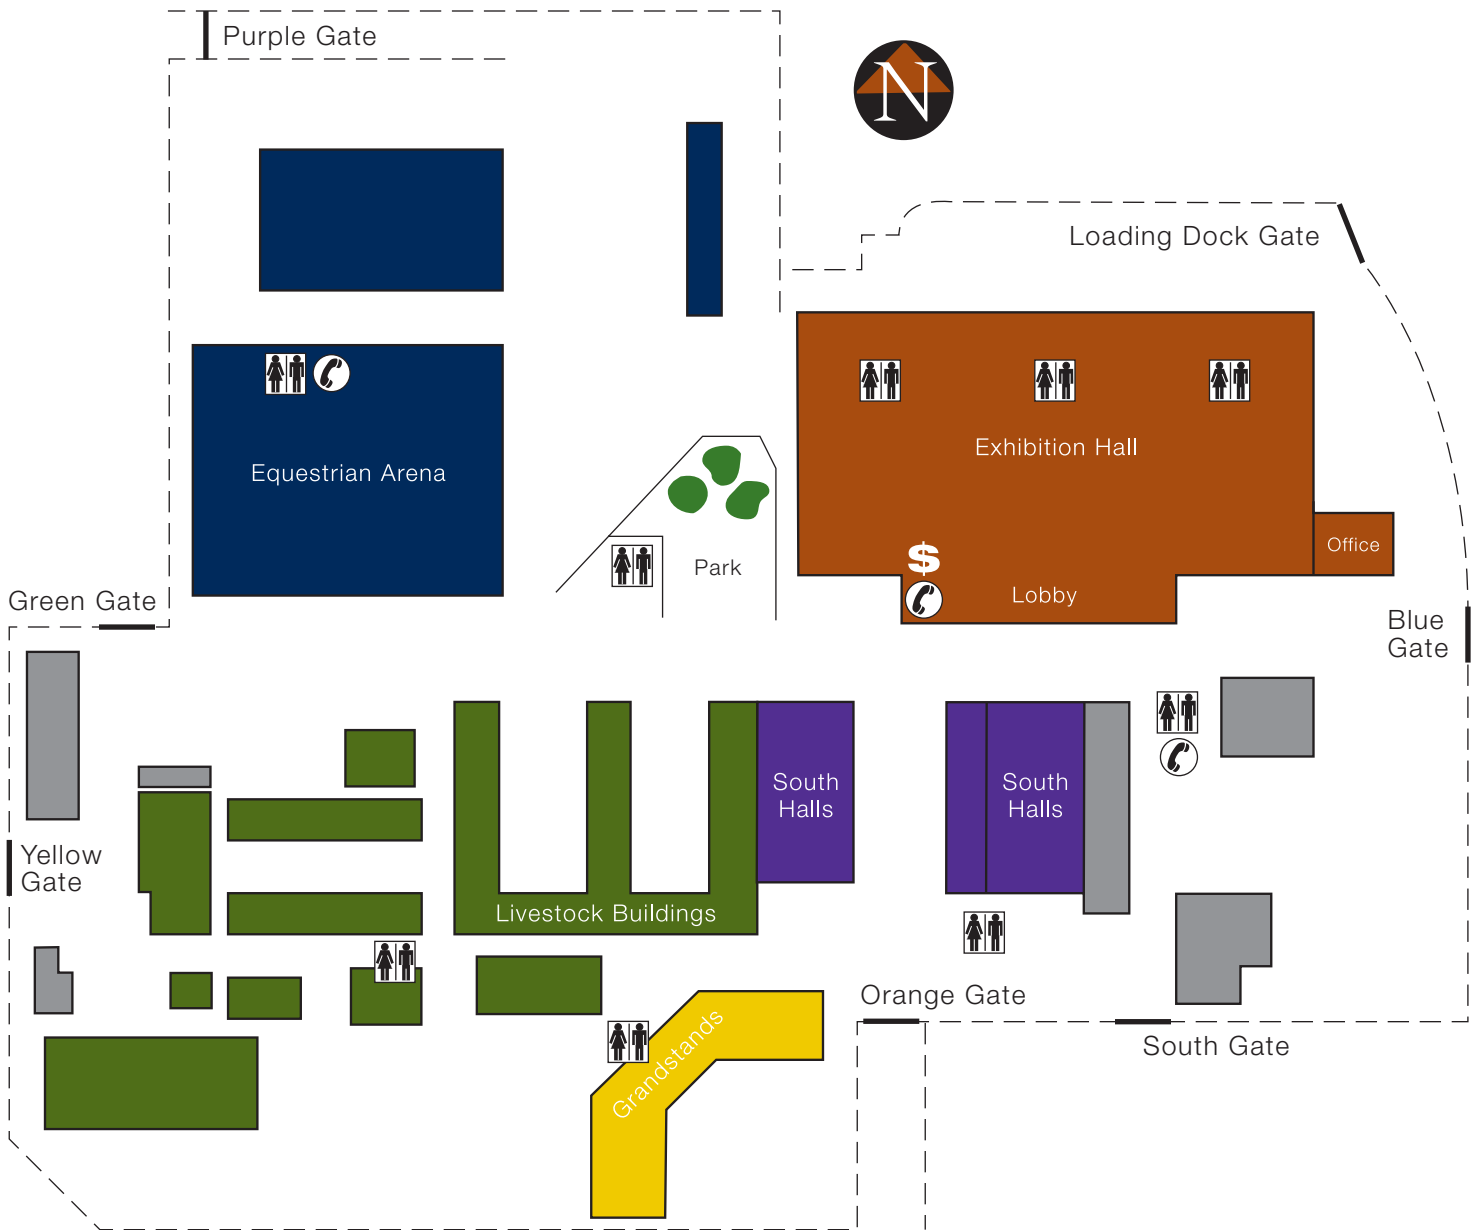 Purple Gate
N
Loading Dock Gate
Exhibition Hall
Equestrian Arena
$
Office
Park
Lobby
Green Gate
Blue
Gate
South
Halls
South
Halls
Yellow
Gate
Livestock Buildings
Orange Gate
Grandstands
South Gate